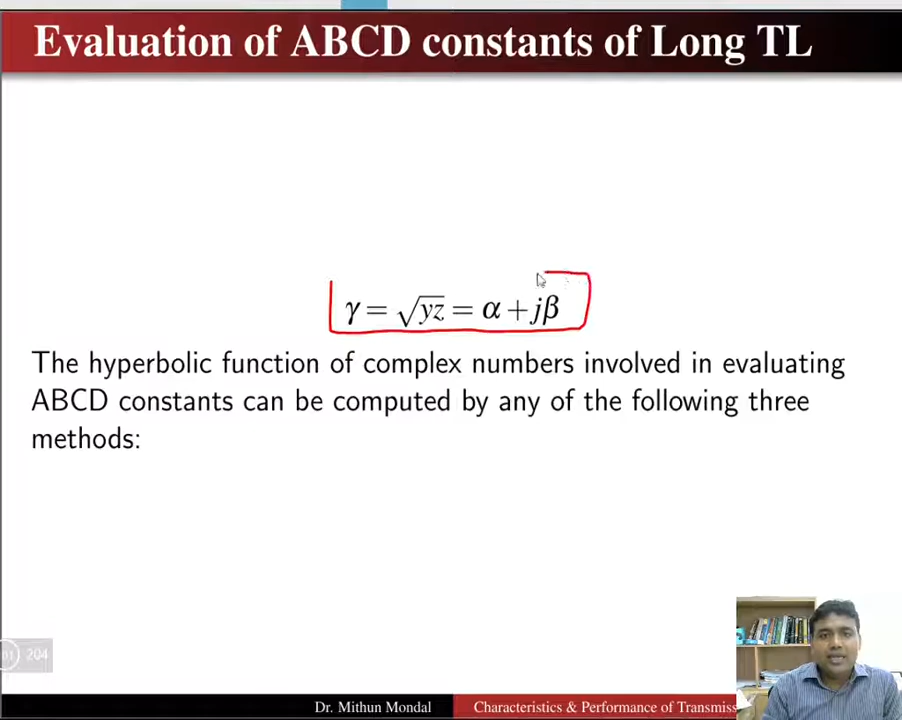 Evaluation of ABCD constants of Long TL
γ = √yz = α + jβ
The hyperbolic function of complex numbers involved in evaluating
ABCD constants can be computed by any of the following three
methods:
204
Dr. Mithun Mondal Characteristics & Performance of Transmiss